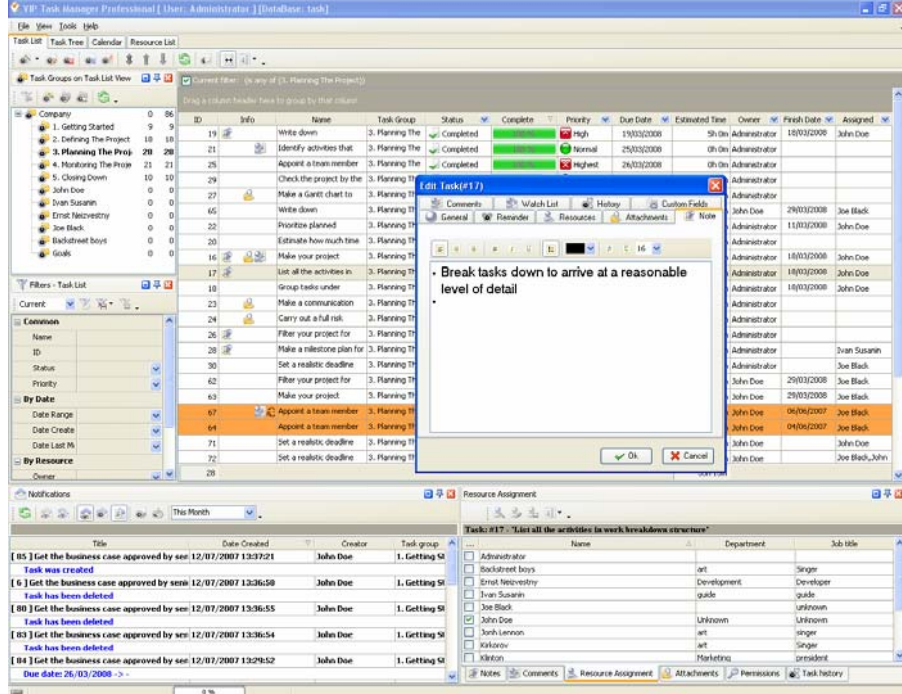 VIP Task Manager Professional [ User: Administrator ] [DataBase: task]
File View Tools Help
Task List Task Tree Calendar Resource List
Task Groups on Task List View
Company 0 86
1. Getting Started 9 9
2. Defining The Project 18 18
3. Planning The Proj 28 28
4. Monitoring The Proje 21 21
5. Closing Down 10 10
John Doe 0 0
Ivan Susanin 0 0
Ernst Neizvestny 0 0
Joe Black 0 0
Backstreet boys 0 0
Goals 0 0
Filters - Task List
Current
Common
Name
ID
Status
Priority
By Date
Date Range
Date Create
Date Last M
By Resource
Owner
Current filter: (is any of (3. Planning The Project))
Drag a column header here to group by that column
ID Info Name Task Group Status Complete Priority Due Date Estimated Time Owner Finish Date Assigned
19 Write down 3. Planning The Completed High 19/03/2008 5h 0m Administrator 18/03/2008 John Doe
21 Identify activities that 3. Planning The Completed Normal 25/03/2008 0h 0m Administrator
25 Appoint a team member 3. Planning The Completed Highest 26/03/2008 0h 0m Administrator
29 Check the project by the 3. Planning Th Administrator
27 Make a Gantt chart to 3. Planning Th Administrator
65 Write down 3. Planning Th John Doe 29/03/2008 Joe Black
22 Prioritize planned 3. Planning Th John Doe 11/03/2008 John Doe
20 Estimate how much time 3. Planning Th Administrator
16 Make your project 3. Planning Th Administrator 18/03/2008 John Doe
17 List all the activities in 3. Planning Th Administrator 18/03/2008 John Doe
18 Group tasks under 3. Planning Th Administrator 18/03/2008 John Doe
23 Make a communication 3. Planning Th Administrator
24 Carry out a full risk 3. Planning Th Administrator
26 Filter your project for 3. Planning Th Administrator
28 Make a milestone plan for 3. Planning Th Administrator Ivan Susanin
30 Set a realistic deadline 3. Planning Th Administrator Joe Black
62 Filter your project for 3. Planning Th John Doe 29/03/2008 Joe Black
63 Make your project 3. Planning Th John Doe 29/03/2008 Joe Black
67 Appoint a team member 3. Planning Th John Doe 06/06/2007 Joe Black
64 Appoint a team member 3. Planning Th John Doe 04/06/2007 Joe Black
71 Set a realistic deadline 3. Planning Th John Doe John Doe
72 Set a realistic deadline 3. Planning Th John Doe Joe Black,John
28
Edit Task(#17)
Comments Watch List History Custom Fields
General Reminder Resources Attachments Note
16
• Break tasks down to arrive at a reasonable
level of detail
•
Ok Cancel
Notifications
This Month
Title Date Created Creator Task group
[ 85 ] Get the business case approved by sen 12/07/2007 13:37:21 John Doe 1. Getting St
Task was created
[ 6 ] Get the business case approved by seni 12/07/2007 13:36:58 John Doe 1. Getting St
Task has been deleted
[ 80 ] Get the business case approved by sen 12/07/2007 13:36:55 John Doe 1. Getting St
Task has been deleted
[ 83 ] Get the business case approved by sen 12/07/2007 13:36:54 John Doe 1. Getting St
Task has been deleted
[ 84 ] Get the business case approved by sen 12/07/2007 13:29:52 John Doe 1. Getting St
Due date: 26/03/2008 -> -
Resource Assignment
Task: #17 - "List all the activities in work breakdown structure"
... Name Department Job title
Administrator
Backstreet boys art Singer
Ernst Neizvestny Development Developer
Ivan Susanin guide guide
Joe Black unknown
John Doe Unknown Unknown
Jonh Lennon art singer
Kirkorov art Singer
Klinton Marketing president
Notes Comments Resource Assignment Attachments Permissions Task history
0 %